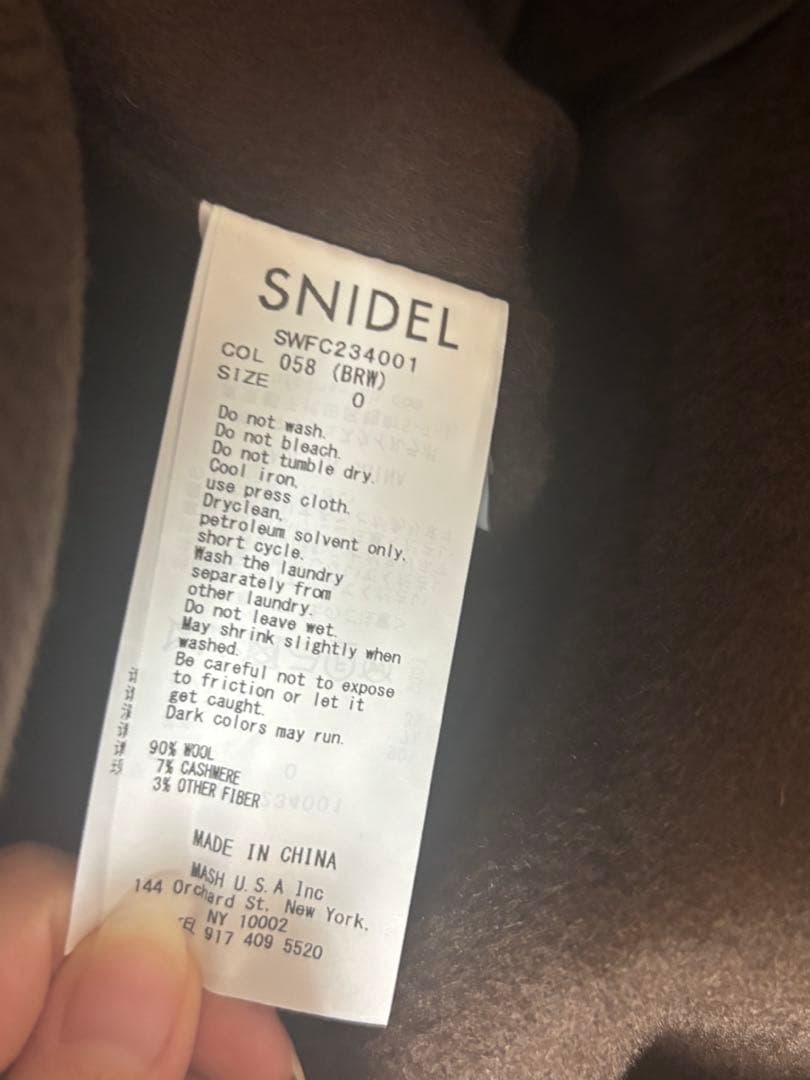 SNIDEL
SWFC234001
COL 058 (BRW)
SIZE 0
Do not wash.
Do not bleach.
Do not tumble dry.
Cool iron,
use press cloth.
Dryclean,
petroleum solvent only,
short cycle.
Wash the laundry
separately from
other laundry.
Do not leave wet.
May shrink slightly when
washed.
Be careful not to expose
to friction or let it
get caught.
Dark colors may run.
90% WOOL
7% CASHMERE
3% OTHER FIBER
MADE IN CHINA
MASH U.S.A Inc
144 Orchard St. New York,
NY 10002
917 409 5520